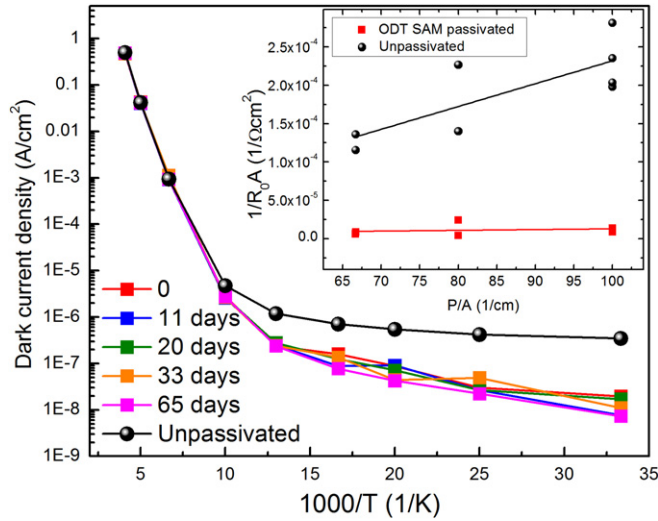 1
0.1
0.01
1E-3
1E-4
1E-5
1E-6
1E-7
1E-8
1E-9
Dark current density (A/cm²)
5 10 15 20 25 30 35
1000/T (1/K)
0
11 days
20 days
33 days
65 days
Unpassivated
ODT SAM passivated
Unpassivated
2.5x10⁻⁴
2.0x10⁻⁴
1.5x10⁻⁴
1.0x10⁻⁴
5.0x10⁻⁵
0.0
1/R₀A (1/Ωcm²)
65 70 75 80 85 90 95 100
P/A (1/cm)